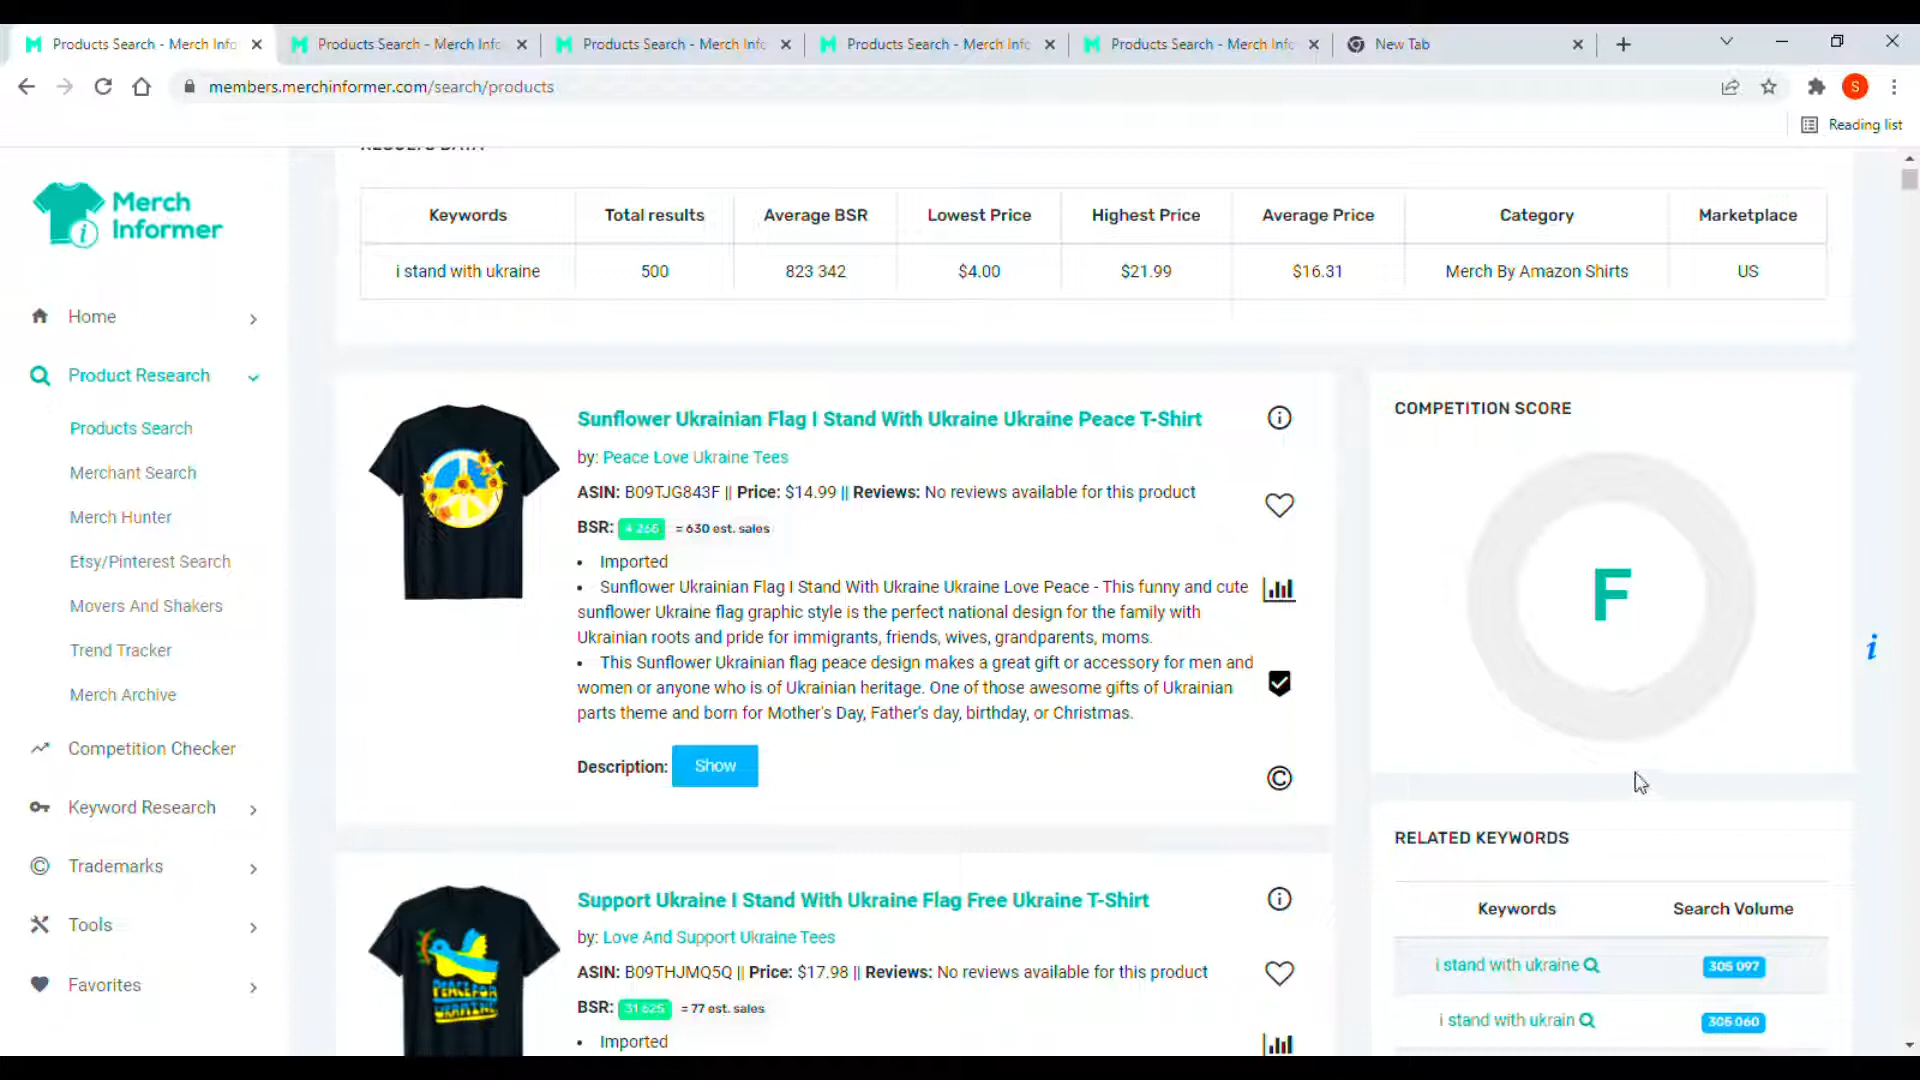 Products Search - Merch Info
Products Search - Merch Info
Products Search - Merch Info
Products Search - Merch Info
Products Search - Merch Info
New Tab
members.merchinformer.com/search/products
S
Reading list
RESULTS DATA
Merch
Informer
Keywords Total results Average BSR Lowest Price Highest Price Average Price Category Marketplace
i stand with ukraine 500 823 342 $4.00 $21.99 $16.31 Merch By Amazon Shirts US
Home
Product Research
Products Search
Merchant Search
Merch Hunter
Etsy/Pinterest Search
Movers And Shakers
Trend Tracker
Merch Archive
Competition Checker
Keyword Research
Trademarks
Tools
Favorites
Sunflower Ukrainian Flag I Stand With Ukraine Ukraine Peace T-Shirt
by: Peace Love Ukraine Tees
ASIN: B09TJG843F || Price: $14.99 || Reviews: No reviews available for this product
BSR: 4 265 = 630 est. sales
• Imported
• Sunflower Ukrainian Flag I Stand With Ukraine Ukraine Love Peace - This funny and cute
sunflower Ukraine flag graphic style is the perfect national design for the family with
Ukrainian roots and pride for immigrants, friends, wives, grandparents, moms.
• This Sunflower Ukrainian flag peace design makes a great gift or accessory for men and
women or anyone who is of Ukrainian heritage. One of those awesome gifts of Ukrainian
parts theme and born for Mother's Day, Father's day, birthday, or Christmas.
Description: Show
COMPETITION SCORE
F
i
Support Ukraine I Stand With Ukraine Flag Free Ukraine T-Shirt
by: Love And Support Ukraine Tees
ASIN: B09THJMQ5Q || Price: $17.98 || Reviews: No reviews available for this product
BSR: 31 625 = 77 est. sales
• Imported
PEACE FOR
UKRAINE
RELATED KEYWORDS
Keywords Search Volume
i stand with ukraine 305 097
i stand with ukrain 305 060